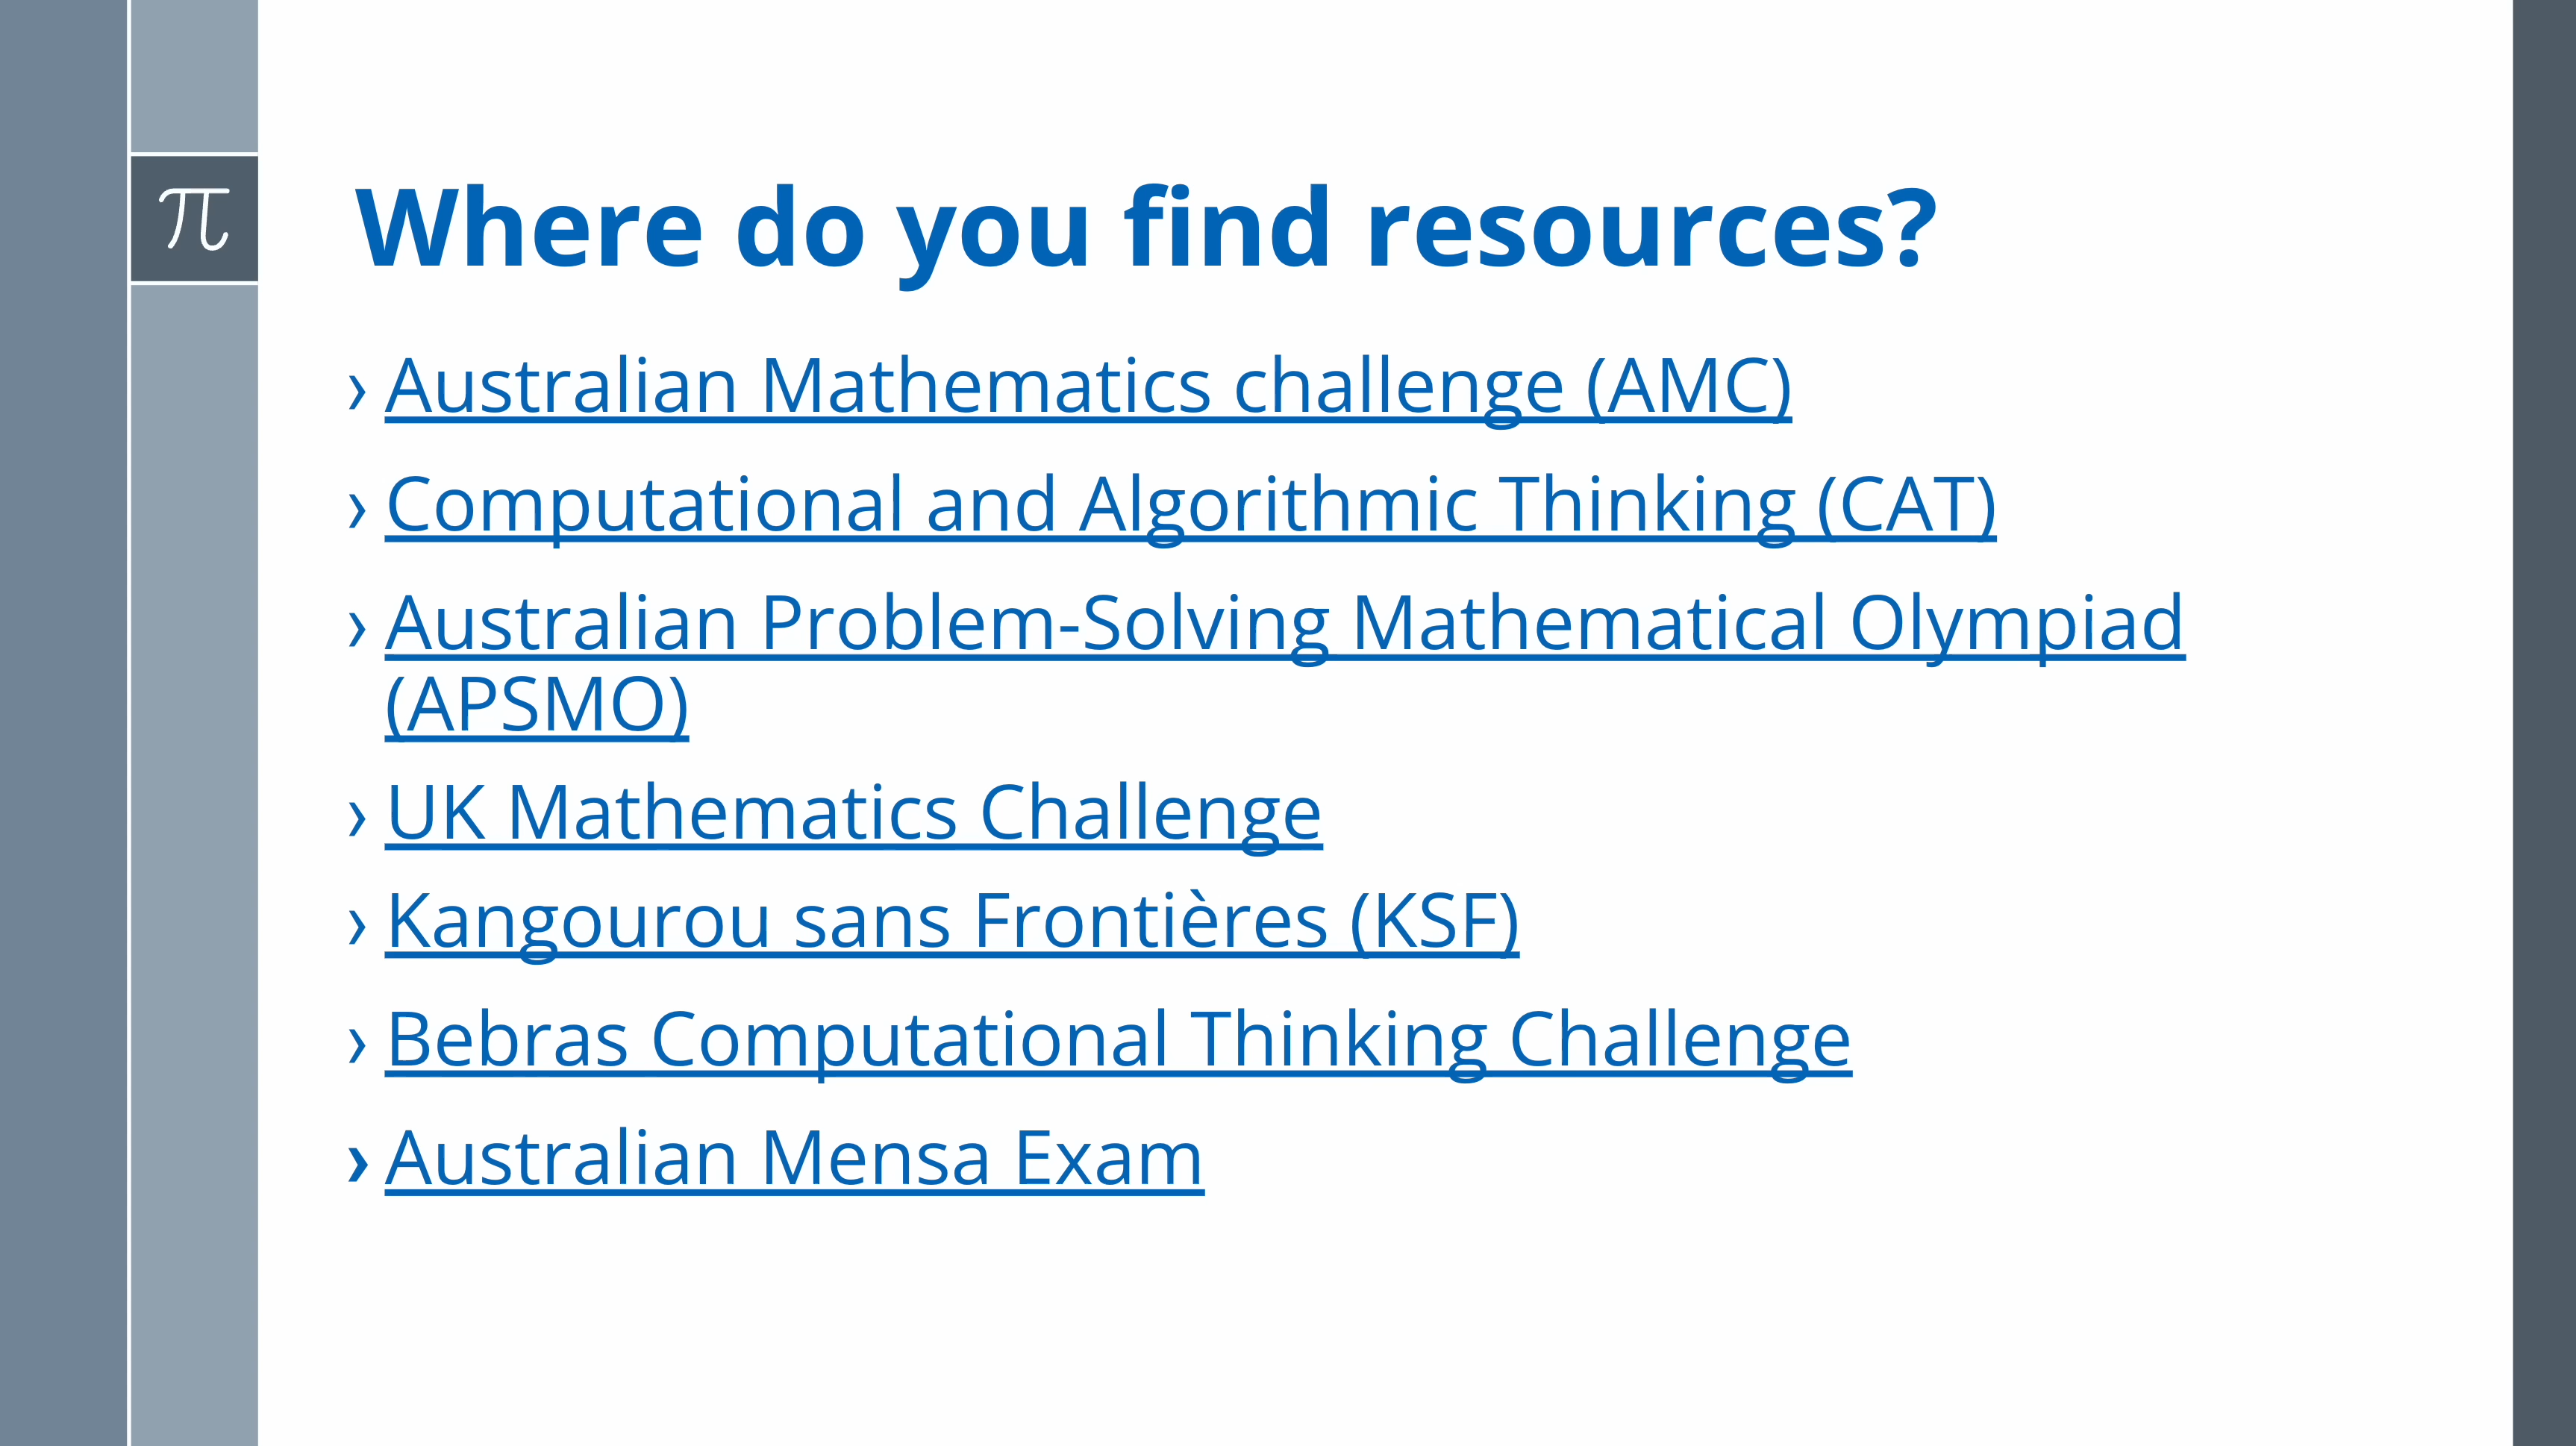 π
Where do you find resources?
› Australian Mathematics challenge (AMC)
› Computational and Algorithmic Thinking (CAT)
› Australian Problem-Solving Mathematical Olympiad
(APSMO)
› UK Mathematics Challenge
› Kangourou sans Frontières (KSF)
› Bebras Computational Thinking Challenge
› Australian Mensa Exam